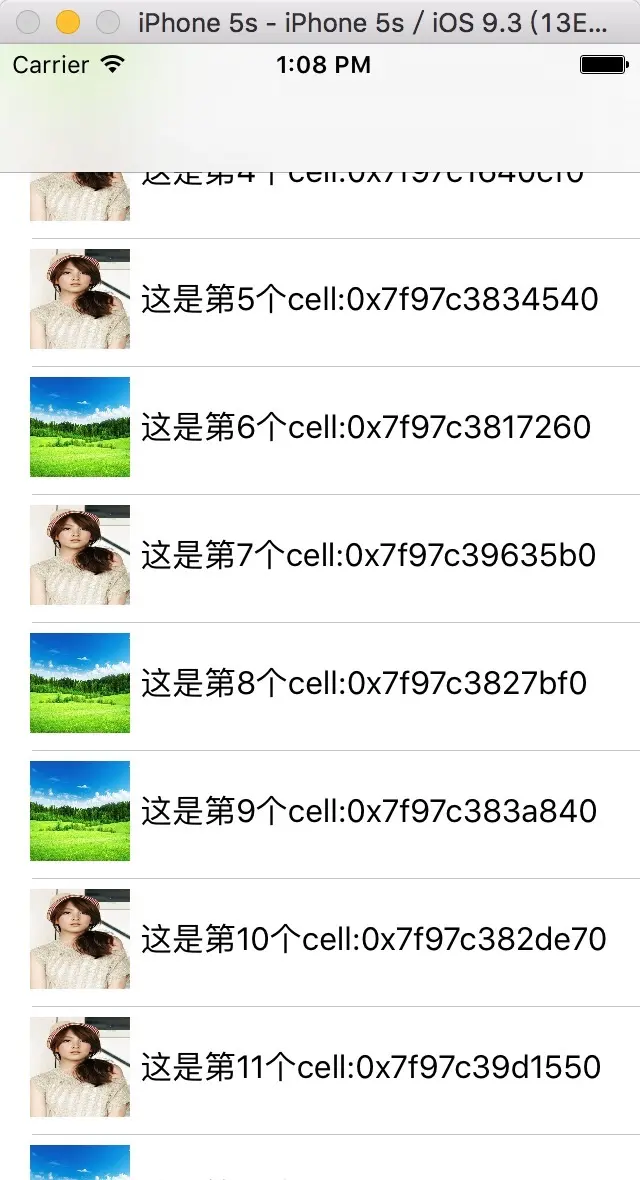 iPhone 5s - iPhone 5s / iOS 9.3 (13E...
Carrier 1:08 PM
这是第4个cell:0x7f97c1640cf0
这是第5个cell:0x7f97c3834540
这是第6个cell:0x7f97c3817260
这是第7个cell:0x7f97c39635b0
这是第8个cell:0x7f97c3827bf0
这是第9个cell:0x7f97c383a840
这是第10个cell:0x7f97c382de70
这是第11个cell:0x7f97c39d1550